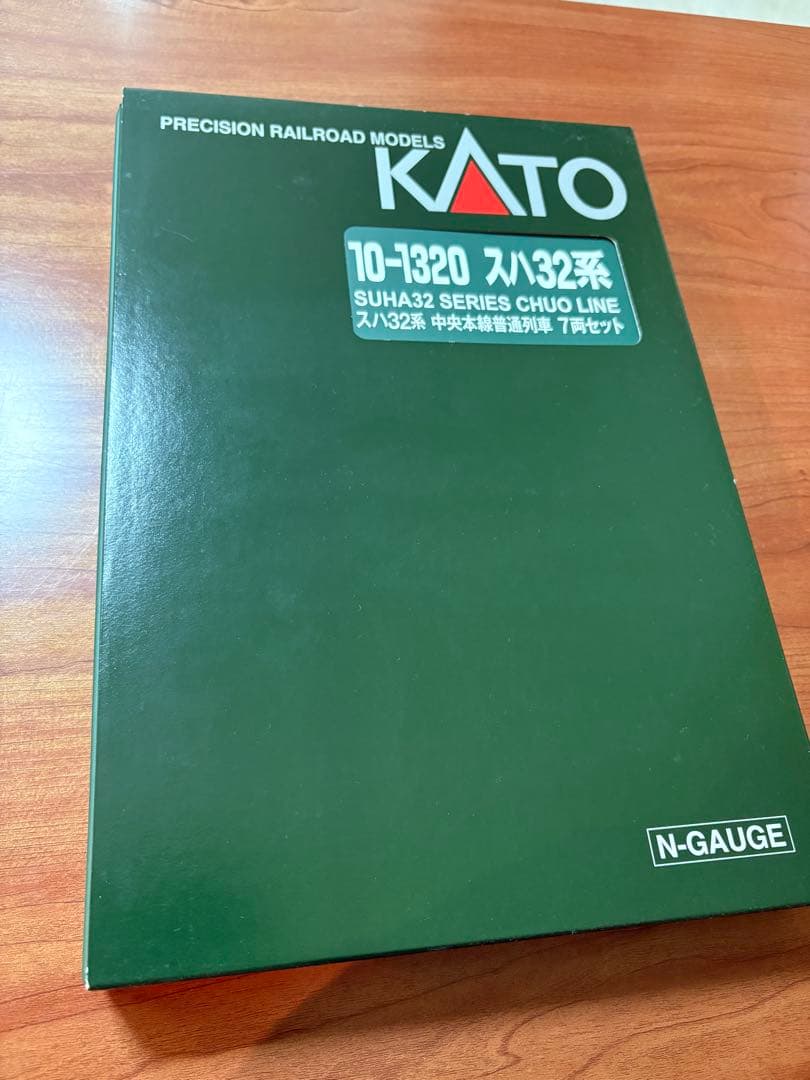 PRECISION RAILROAD MODELS
KATO
10-1320 スハ32系
SUHA32 SERIES CHUO LINE
スハ32系 中央本線普通列車 7両セット
N-GAUGE